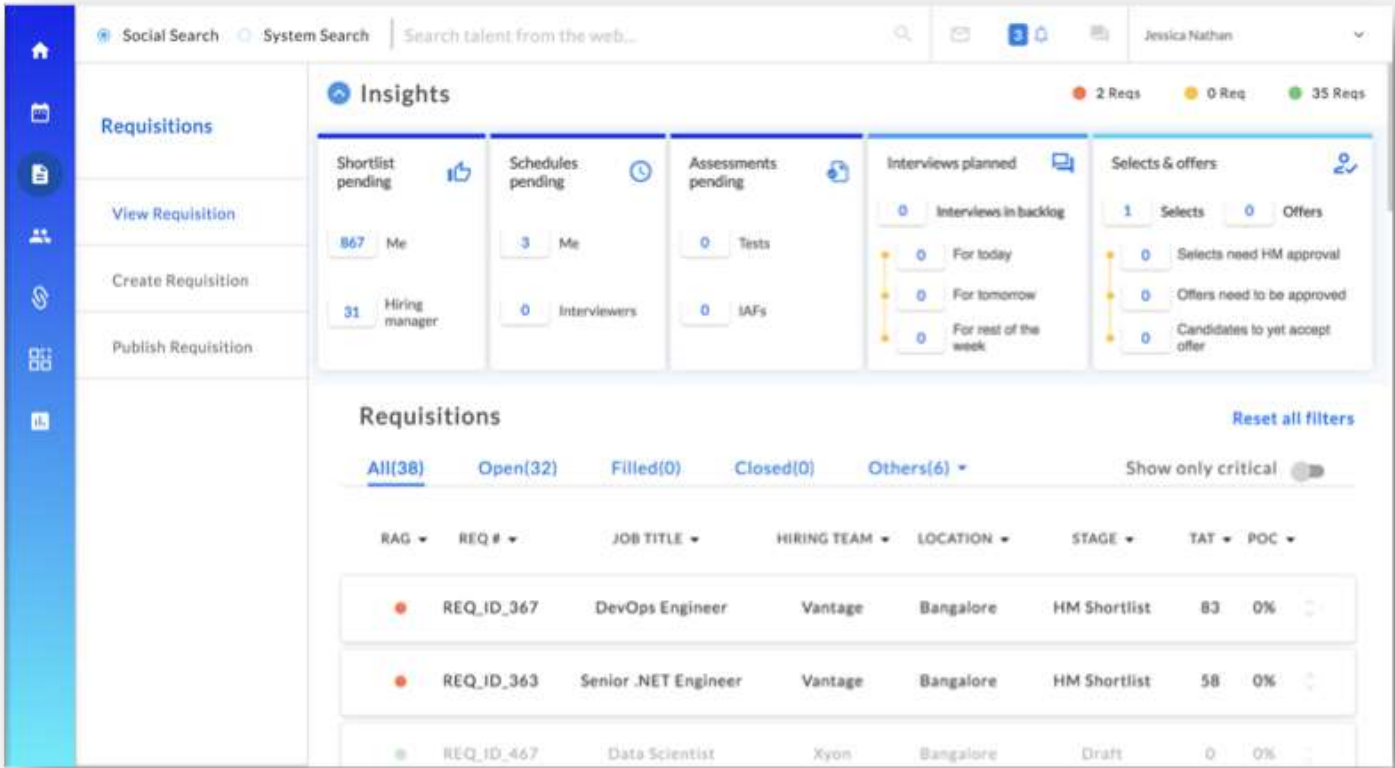 Social Search System Search Search talent from the web... 3 Jessica Nathan
Requisitions
View Requisition
Create Requisition
Publish Requisition
Insights 2 Reqs 0 Req 35 Reqs
Shortlist
pending
867 Me
31 Hiring
manager
Schedules
pending
3 Me
0 Interviewers
Assessments
pending
0 Tests
0 IAFs
Interviews planned
0 Interviews in backlog
0 For today
0 For tomorrow
0 For rest of the
week
Selects & offers
1 Selects 0 Offers
0 Selects need HM approval
0 Offers need to be approved
0 Candidates to yet accept
offer
Requisitions Reset all filters
All(38) Open(32) Filled(0) Closed(0) Others(6) Show only critical
RAG REQ # JOB TITLE HIRING TEAM LOCATION STAGE TAT POC
REQ_ID_367 DevOps Engineer Vantage Bangalore HM Shortlist 83 0%
REQ_ID_363 Senior .NET Engineer Vantage Bangalore HM Shortlist 58 0%
REQ_ID_467 Data Scientist Xyon Bangalore Draft 0 0%